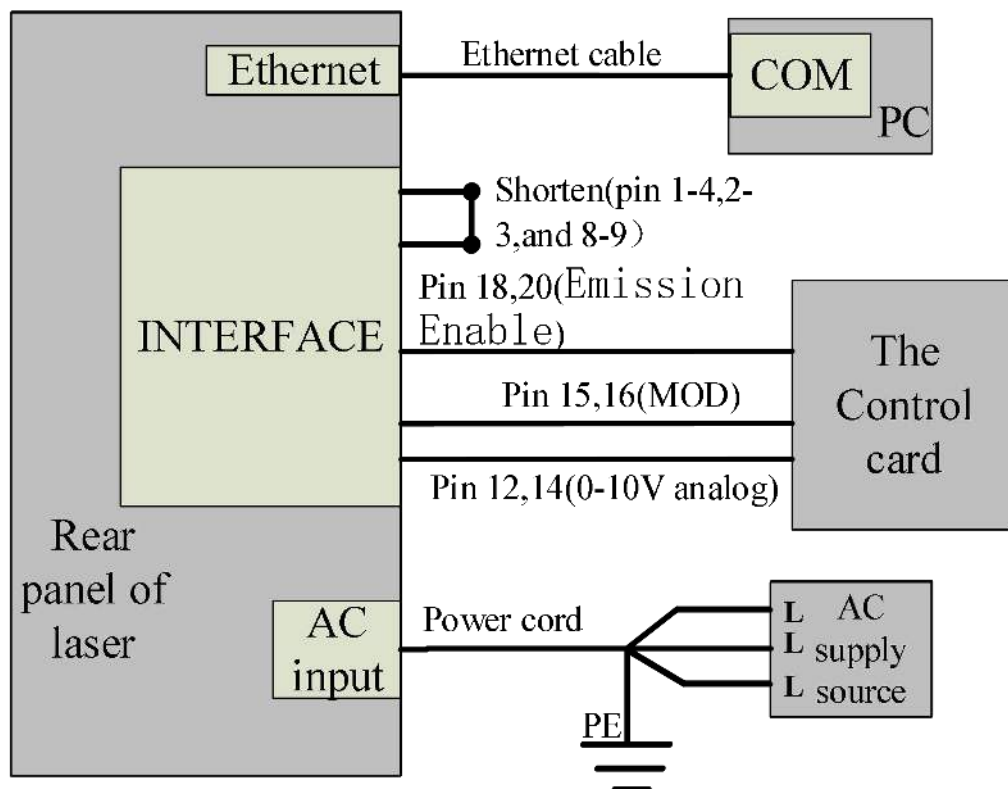 Ethernet
Ethernet cable
COM
PC
Shorten(pin 1-4,2-
3,and 8-9）
Pin 18,20(Emission
Enable)
INTERFACE
Pin 15,16(MOD)
Pin 12,14(0-10V analog)
The
Control
card
Rear
panel of
laser
AC
input
Power cord
L
L
L
AC
supply
source
PE